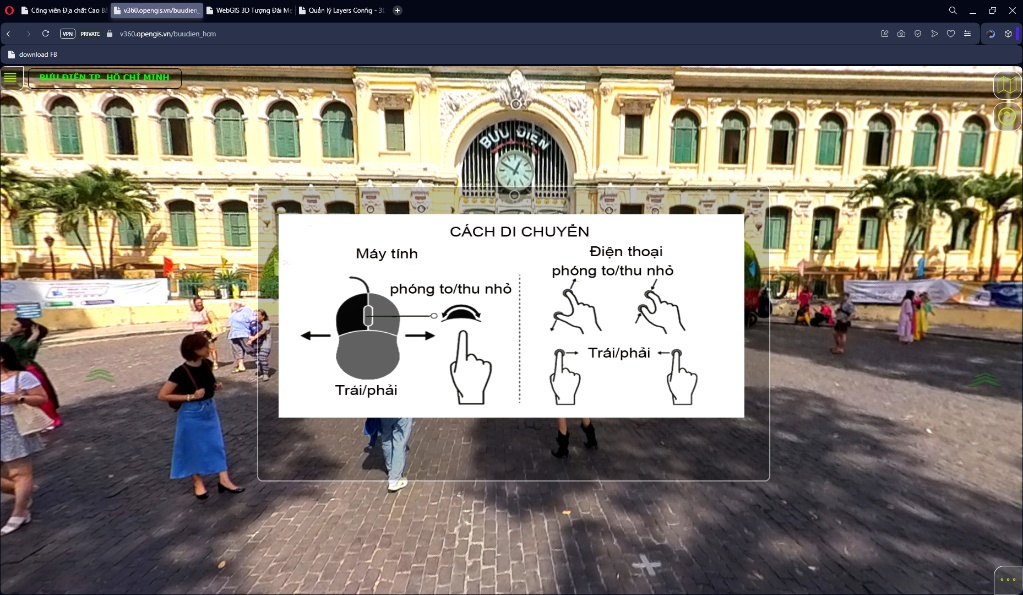 Công viên Địa chất Cao B
v360.opengis.vn/buudien_
WebGIS 3D Tượng Đài Mẹ
Quản lý Layers Config - 3D
VPN PRIVATE v360.opengis.vn/buudien_hcm
download FB
BƯU ĐIỆN TP. HỒ CHÍ MINH
BƯU ĐIỆN
CÁCH DI CHUYỂN
Máy tính
Điện thoại
phóng to/thu nhỏ
phóng to/thu nhỏ
Trái/phải
Trái/phải